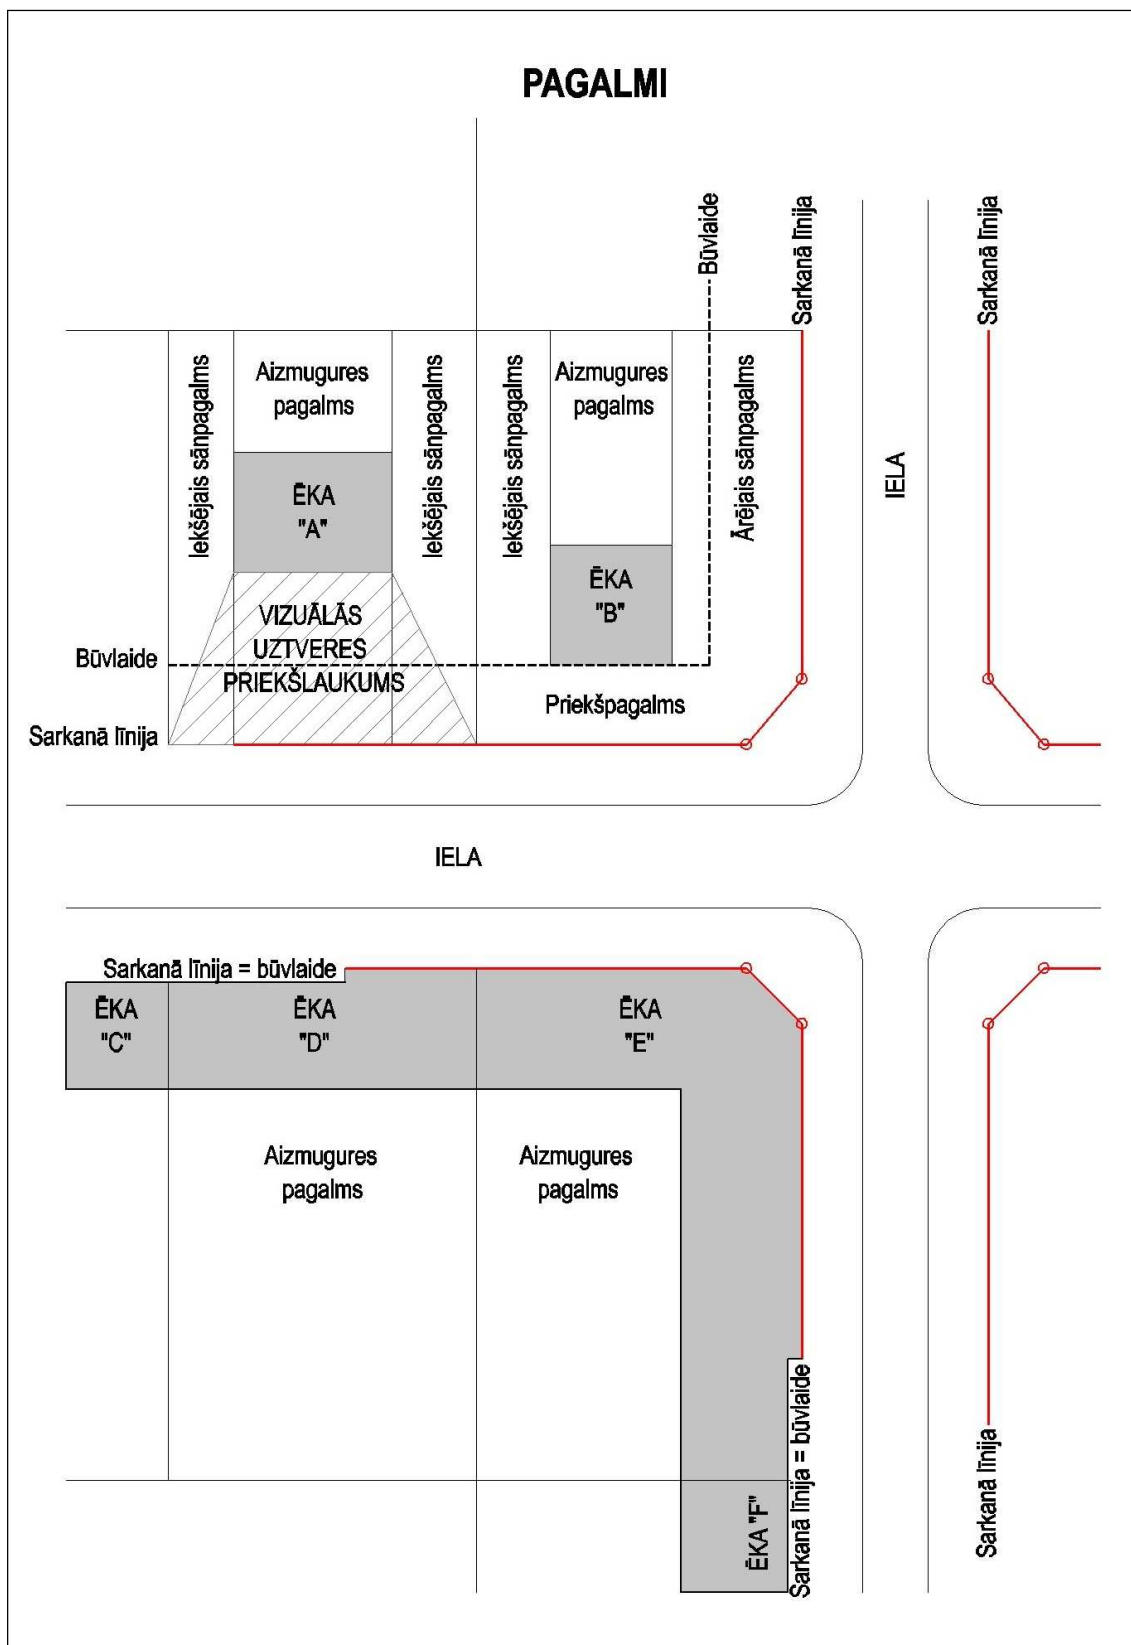 PAGALMI
Būvlaide
Sarkanā līnija
Sarkanā līnija
Iekšējais sānpagalms
Aizmugures
pagalms
Iekšējais sānpagalms
Iekšējais sānpagalms
Aizmugures
pagalms
Ārējais sānpagalms
IELA
ĒKA
"A"
ĒKA
"B"
VIZUĀLĀS
UZTVERES
PRIEKŠLAUKUMS
Būvlaide
Priekšpagalms
Sarkanā līnija
IELA
Sarkanā līnija = būvlaide
ĒKA
"C"
ĒKA
"D"
ĒKA
"E"
Aizmugures
pagalms
Aizmugures
pagalms
Sarkanā līnija = būvlaide
Sarkanā līnija
ĒKA "F"